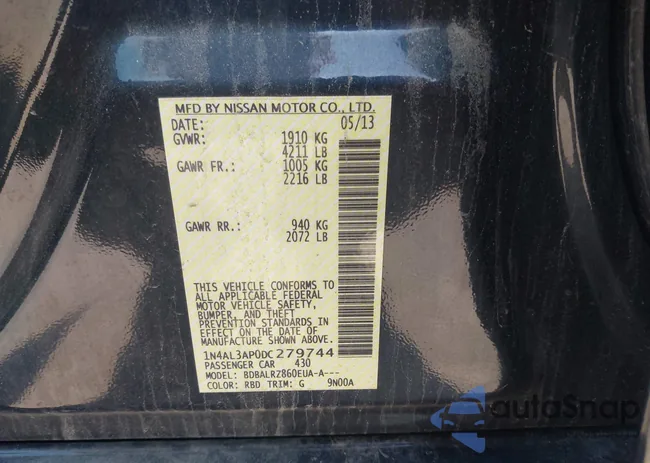 MFD BY NISSAN MOTOR CO., LTD.
DATE: 05/13
GVWR: 1910 KG
4211 LB
GAWR FR.: 1005 KG
2216 LB
GAWR RR.: 940 KG
2072 LB
THIS VEHICLE CONFORMS TO
ALL APPLICABLE FEDERAL
MOTOR VEHICLE SAFETY,
BUMPER, AND THEFT
PREVENTION STANDARDS
IN EFFECT ON THE DATE OF
MANUFACTURE SHOWN ABOVE.
1N4AL3AP0DC279744
PASSENGER CAR 430
MODEL: BDBALRZ860EUA-A---
COLOR: RBD TRIM: G 9N00A
autoSnap